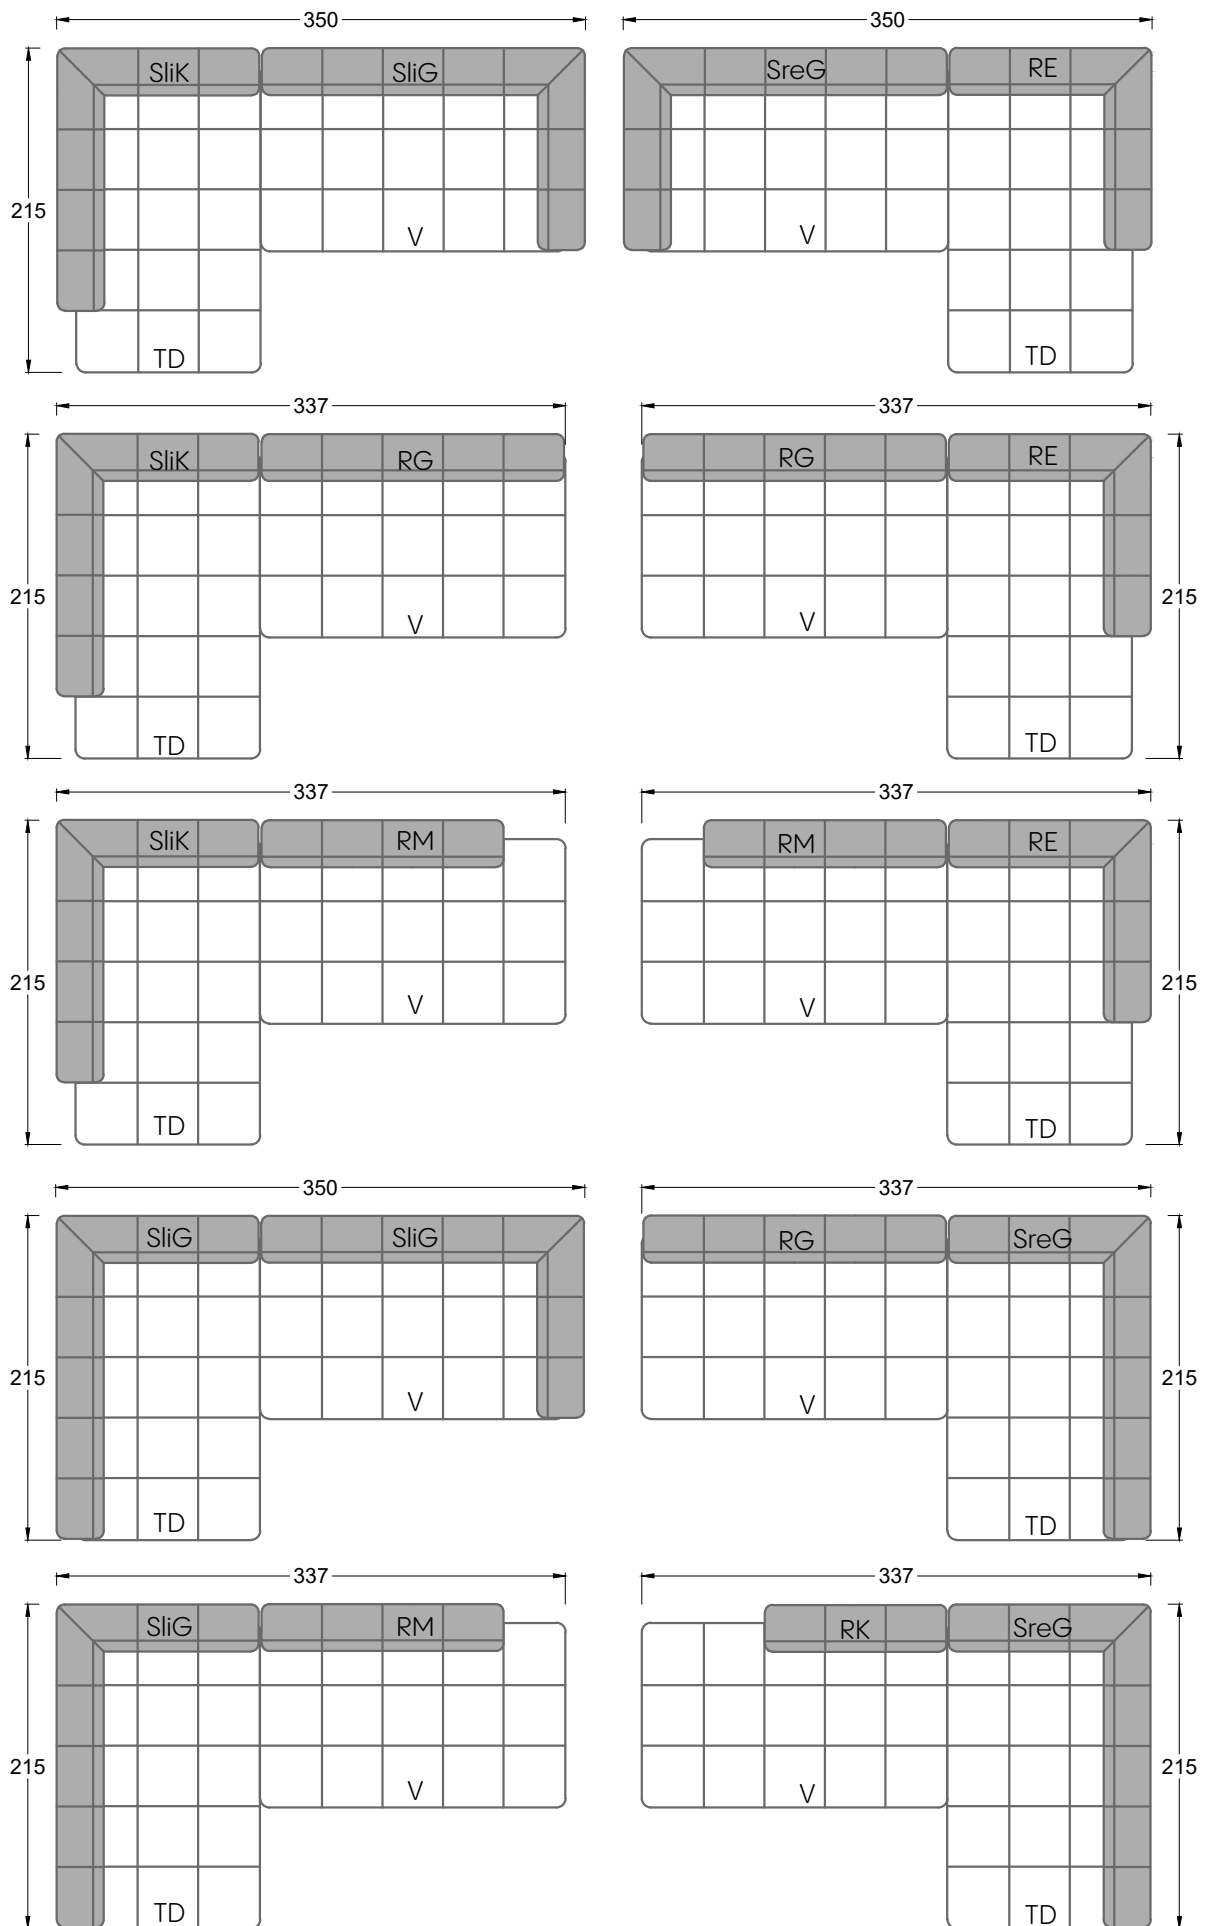 350 350
SliK SliG SreG RE
215
V V
TD TD
337 337
SliK RG RG RE
215 215
V V
TD TD
337 337
SliK RM RM RE
215 215
V V
TD TD
350 337
SliG SliG RG SreG
215 215
V V
TD TD
337 337
SliG RM RK SreG
215 215
V V
TD TD